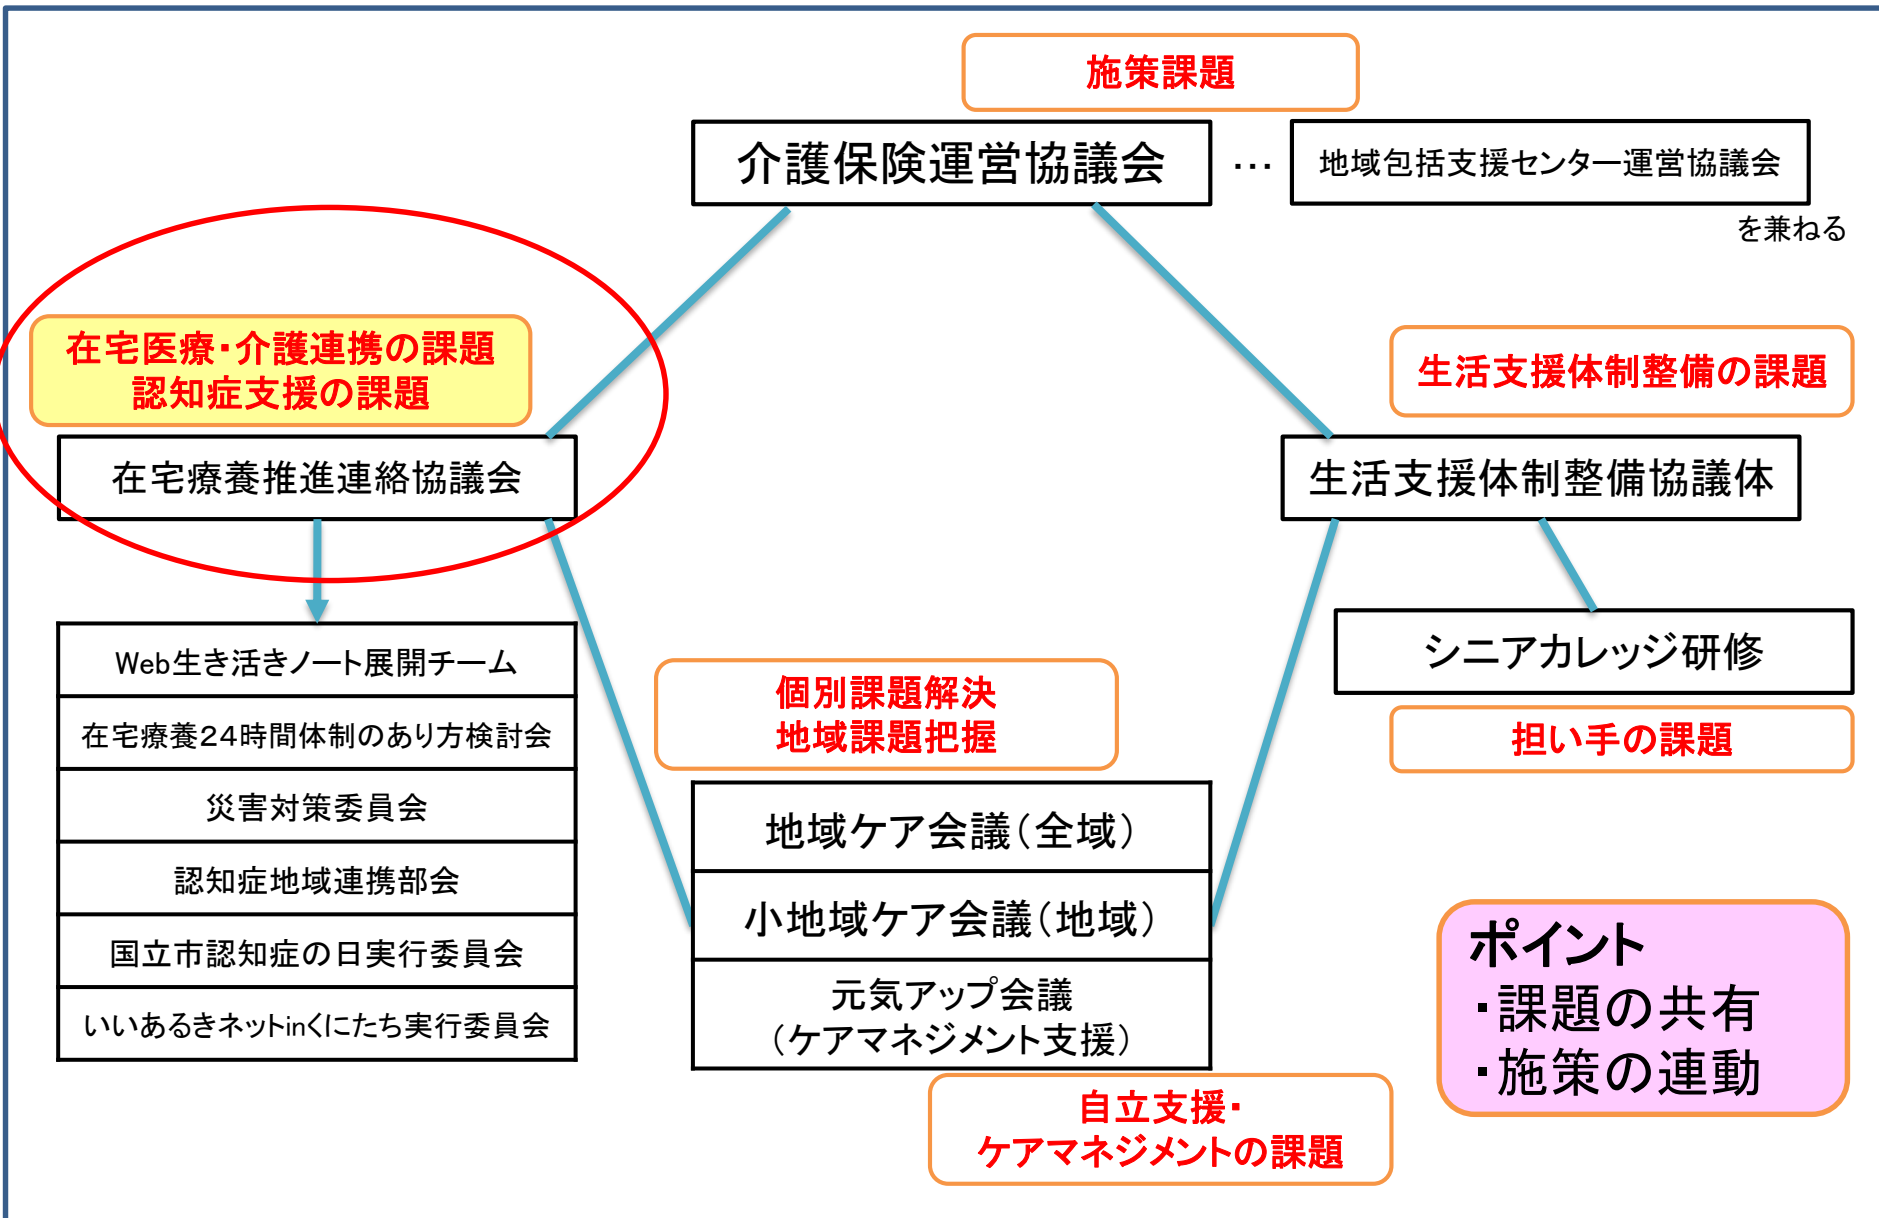 施策課題
介護保険運営協議会
…
地域包括支援センター運営協議会
を兼ねる
在宅医療・介護連携の課題
認知症支援の課題
在宅療養推進連絡協議会
生活支援体制整備の課題
生活支援体制整備協議体
Web生き活きノート展開チーム
在宅療養24時間体制のあり方検討会
災害対策委員会
認知症地域連携部会
国立市認知症の日実行委員会
いいあるきネットinくにたち実行委員会
個別課題解決
地域課題把握
地域ケア会議（全域）
小地域ケア会議（地域）
元気アップ会議
（ケアマネジメント支援）
自立支援・
ケアマネジメントの課題
シニアカレッジ研修
担い手の課題
ポイント
・課題の共有
・施策の連動